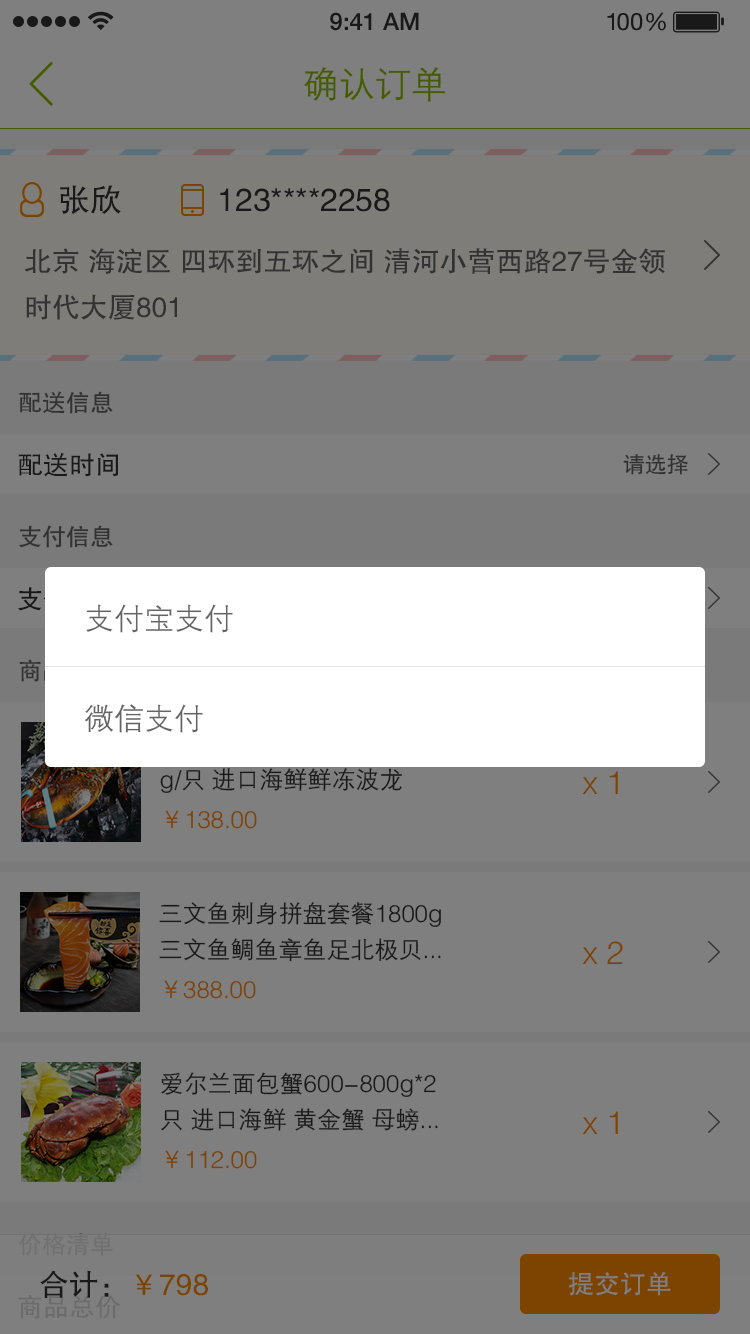 9:41 AM 100%
确认订单
张欣 123****2258
北京 海淀区 四环到五环之间 清河小营西路27号金领
时代大厦801
配送信息
配送时间 请选择
支付信息
支
支付宝支付
商
微信支付
g/只 进口海鲜鲜冻波龙
x 1
￥138.00
三文鱼刺身拼盘套餐1800g
三文鱼鲷鱼章鱼足北极贝...
x 2
￥388.00
爱尔兰面包蟹600-800g*2
只 进口海鲜 黄金蟹 母螃...
x 1
￥112.00
价格清单
合计：￥798 提交订单
商品总价